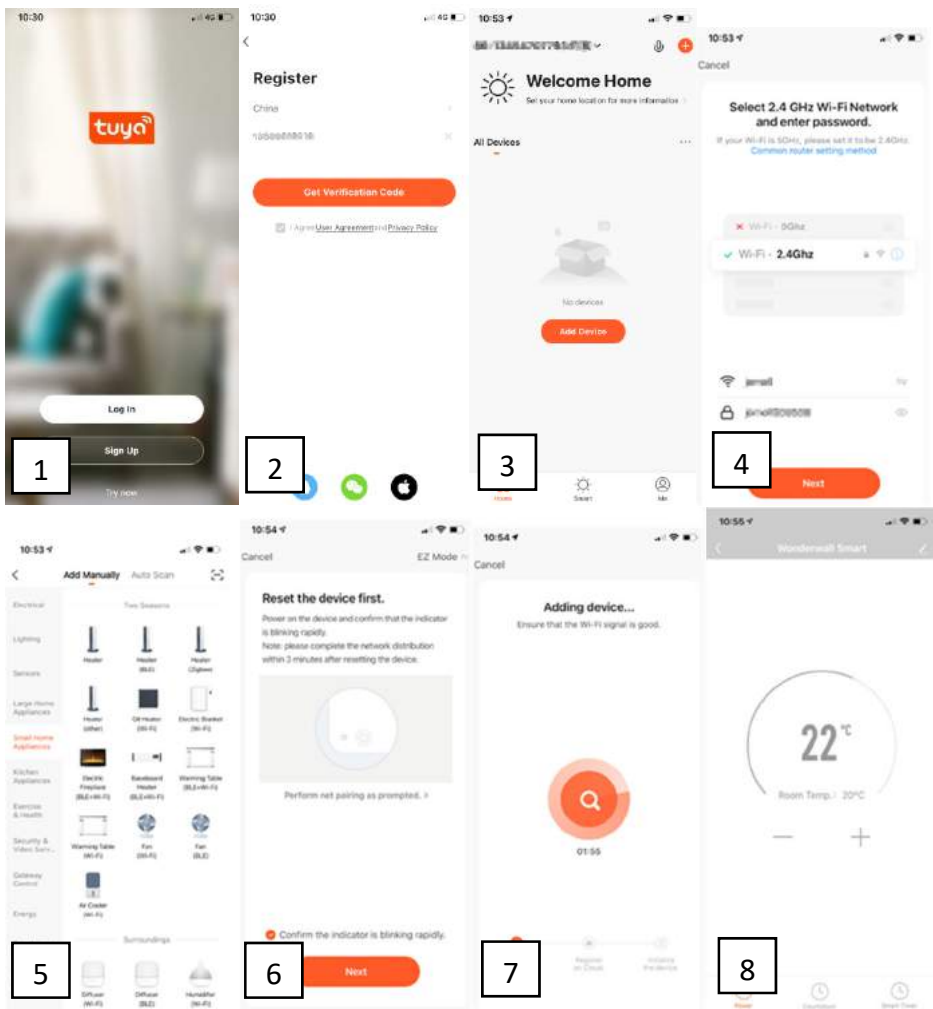 10:30
4G
tuya
Log In
Sign Up
Try now
1
10:30
4G
Register
China
Get Verification Code
I Agree User Agreement and Privacy Policy
2
10:53
Welcome Home
Set your home location for more information
All Devices
No devices
Add Device
Home
Smart
Me
3
10:53
Cancel
Select 2.4 GHz Wi-Fi Network
and enter password.
If your Wi-Fi is 5GHz, please set it to be 2.4GHz.
Common router setting method
Wi-Fi - 5Ghz
Wi-Fi - 2.4Ghz
Next
4
10:53
Add Manually
Auto Scan
Electrical
Lighting
Sensors
Large Home
Appliances
Small Home
Appliances
Kitchen
Appliances
Exercise
& Health
Security &
Video Surv...
Gateway
Control
Energy
Two Seasons
Heater
Heater
(BLE)
Heater
(Zigbee)
Heater
(other)
Oil Heater
(Wi-Fi)
Electric Blanket
(Wi-Fi)
Electric
Fireplace
(BLE+Wi-Fi)
Baseboard
Heater
(BLE+Wi-Fi)
Warming Table
(BLE+Wi-Fi)
Warming Table
(Wi-Fi)
Fan
(Wi-Fi)
Fan
(BLE)
Air Cooler
(Wi-Fi)
Surroundings
Diffuser
(Wi-Fi)
Diffuser
(BLE)
Humidifier
(Wi-Fi)
5
10:54
Cancel
EZ Mode
Reset the device first.
Power on the device and confirm that the indicator
is blinking rapidly.
Note: please complete the network distribution
within 3 minutes after resetting the device.
Perform net pairing as prompted. >
Confirm the indicator is blinking rapidly.
Next
6
10:54
Cancel
Adding device...
Ensure that the Wi-Fi signal is good.
01:55
Register
on Cloud
Initialize
the device
7
10:55
Wonderwall Smart
22°C
Room Temp.: 20°C
Power
Countdown
Smart Timer
8